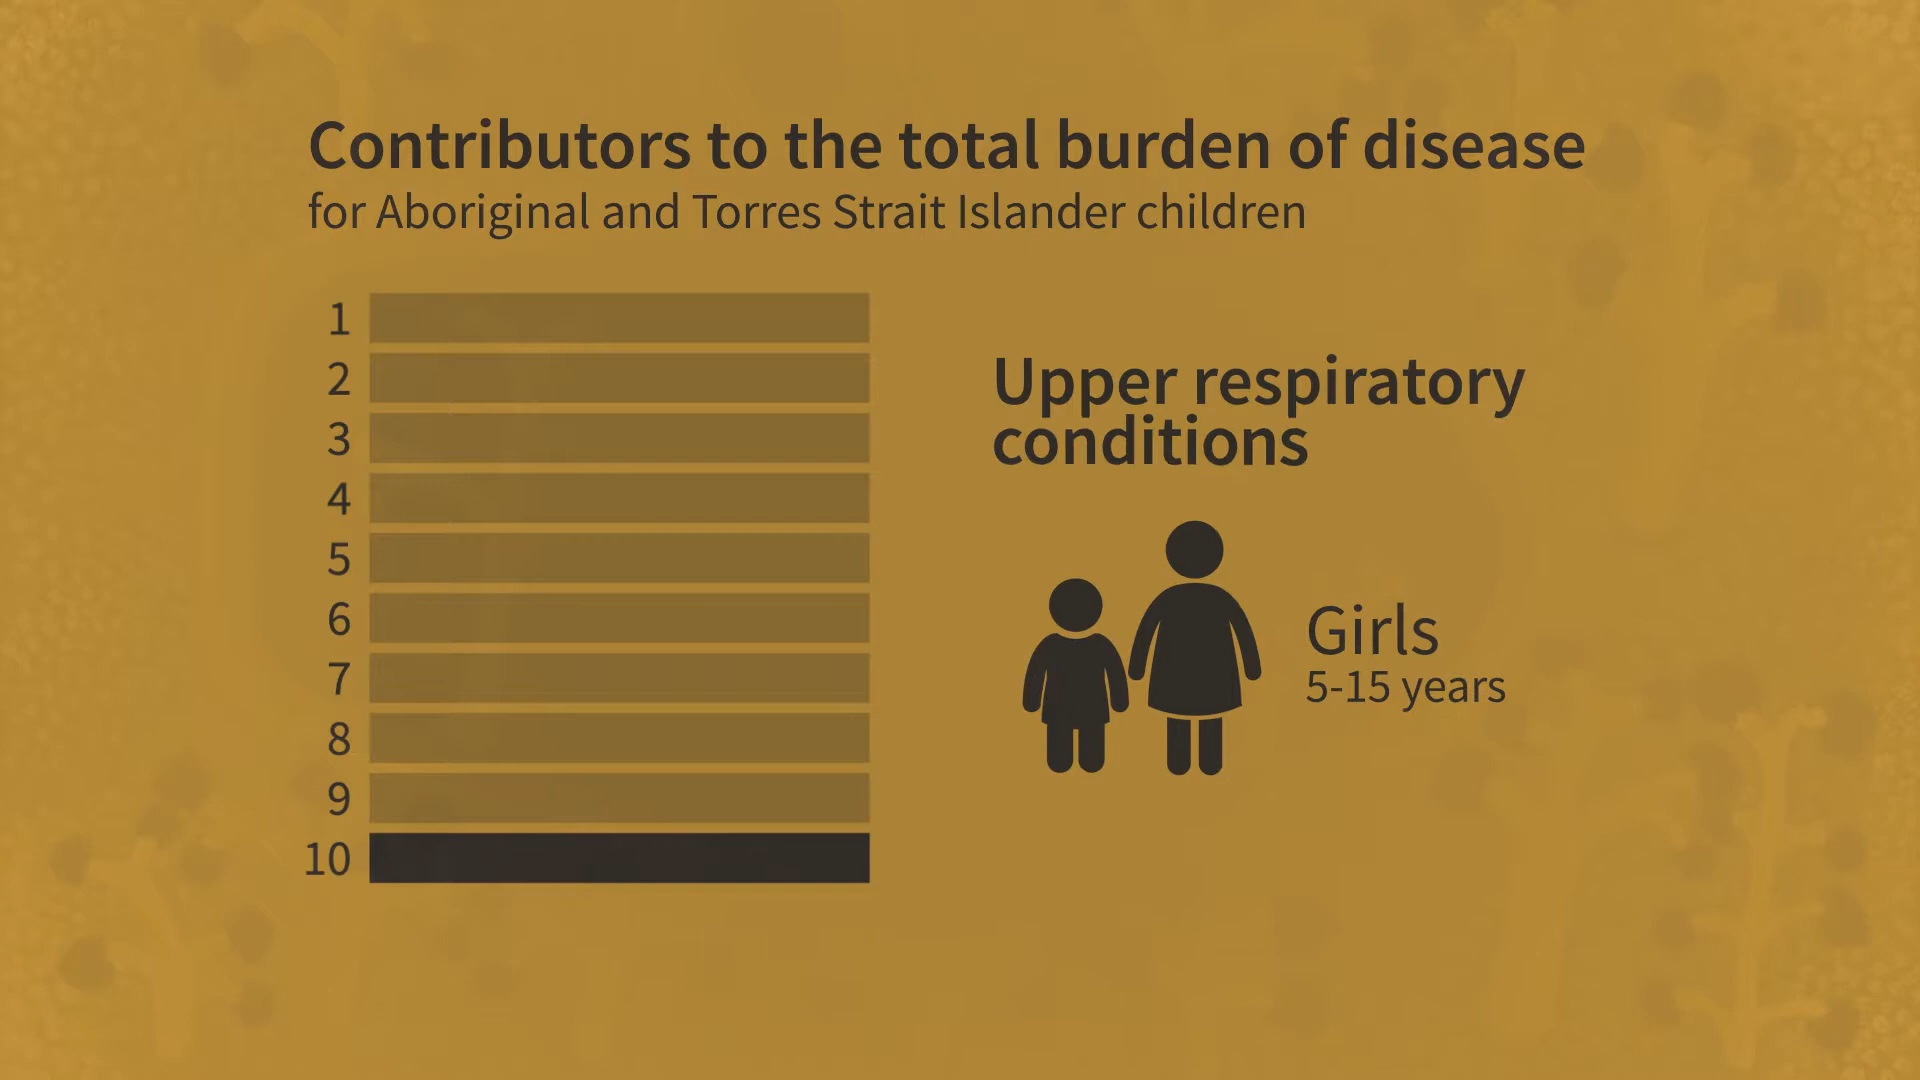 Contributors to the total burden of disease
for Aboriginal and Torres Strait Islander children
1
2
3
4
5
6
7
8
9
10
Upper respiratory
conditions
Girls
5-15 years